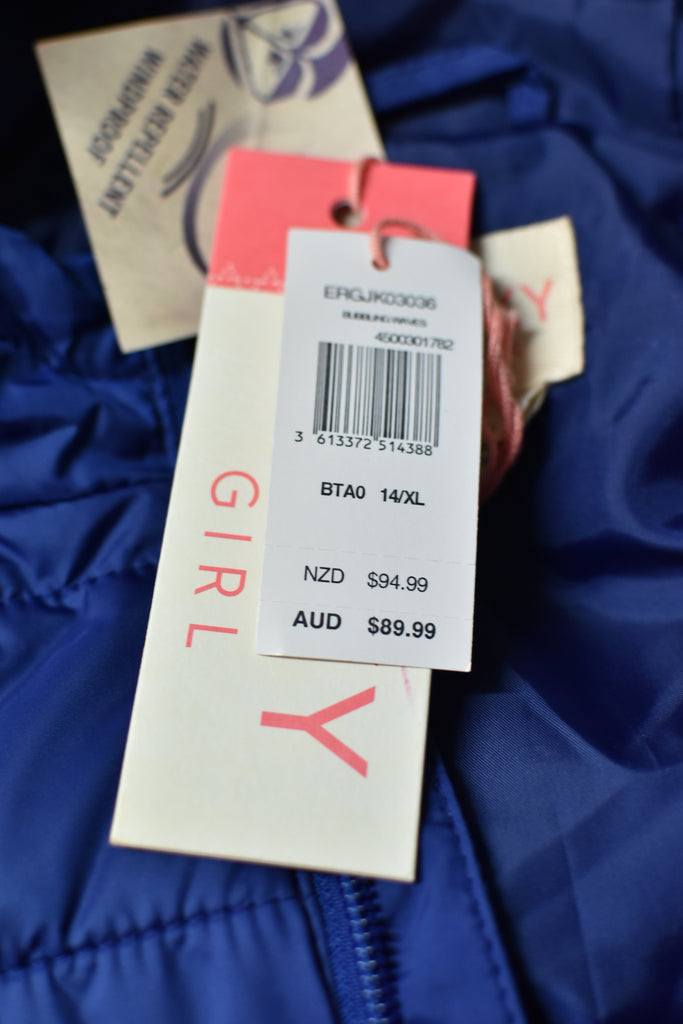 WATER REPELLENT
WINDPROOF
ERGJK03036
BUBBLING WAVES
4500301782
3 613372 514388
BTA0 14/XL
NZD $94.99
AUD $89.99
GIRL
Y
Y